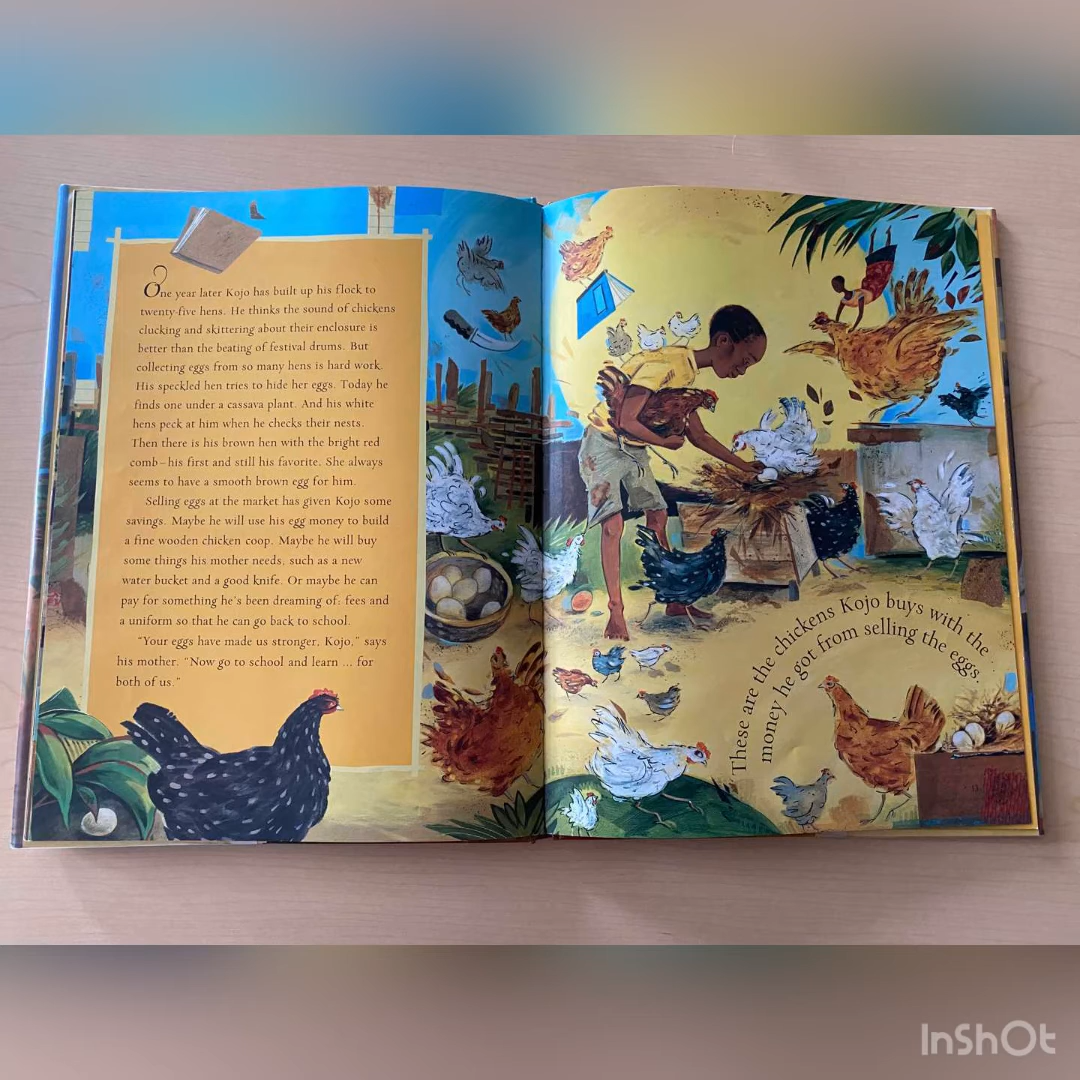 One year later Kojo has built up his flock to
twenty-five hens. He thinks the sound of chickens
clucking and skittering about their enclosure is
better than the beating of festival drums. But
collecting eggs from so many hens is hard work.
His speckled hen tries to hide her eggs. Today he
finds one under a cassava plant. And his white
hens peck at him when he checks their nests.
Then there is his brown hen with the bright red
comb—his first and still his favorite. She always
seems to have a smooth brown egg for him.
Selling eggs at the market has given Kojo some
savings. Maybe he will use his egg money to build
a fine wooden chicken coop. Maybe he will buy
some things his mother needs, such as a new
water bucket and a good knife. Or maybe he can
pay for something he's been dreaming of: fees and
a uniform so that he can go back to school.
"Your eggs have made us stronger, Kojo," says
his mother. "Now go to school and learn ... for
both of us."
These are the chickens Kojo buys with the
money he got from selling the eggs.
InShOt